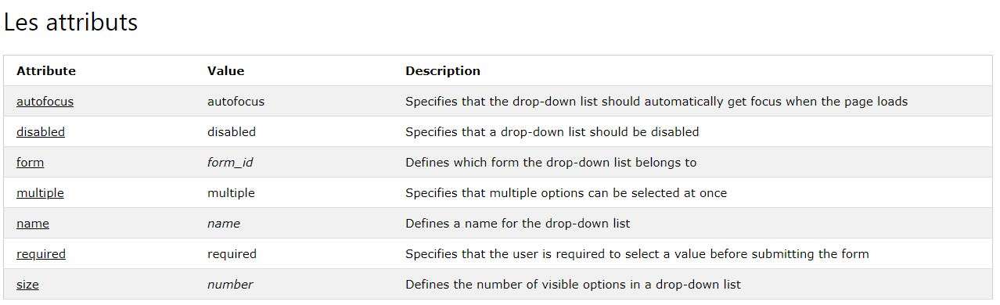 Les attributs
Attribute Value Description
autofocus autofocus Specifies that the drop-down list should automatically get focus when the page loads
disabled disabled Specifies that a drop-down list should be disabled
form form_id Defines which form the drop-down list belongs to
multiple multiple Specifies that multiple options can be selected at once
name name Defines a name for the drop-down list
required required Specifies that the user is required to select a value before submitting the form
size number Defines the number of visible options in a drop-down list